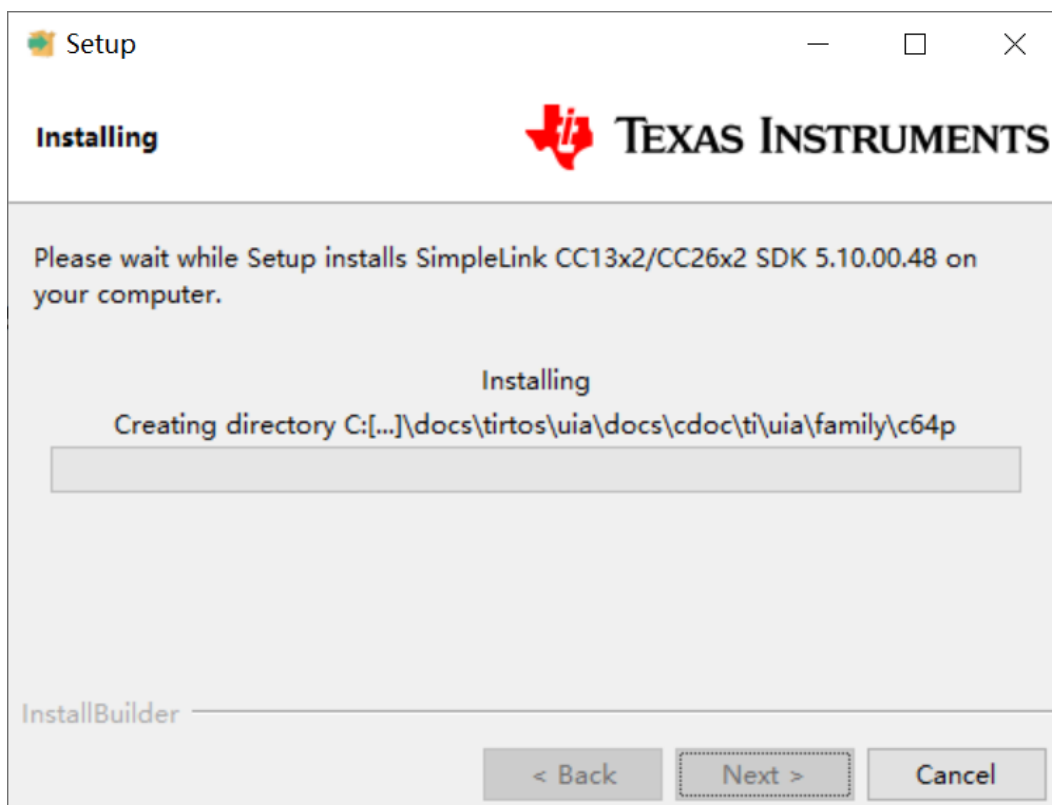 Setup
Installing
TEXAS INSTRUMENTS
Please wait while Setup installs SimpleLink CC13x2/CC26x2 SDK 5.10.00.48 on
your computer.
Installing
Creating directory C:[...]\docs\tirtos\uia\docs\cdoc\ti\uia\family\c64p
InstallBuilder
< Back
Next >
Cancel